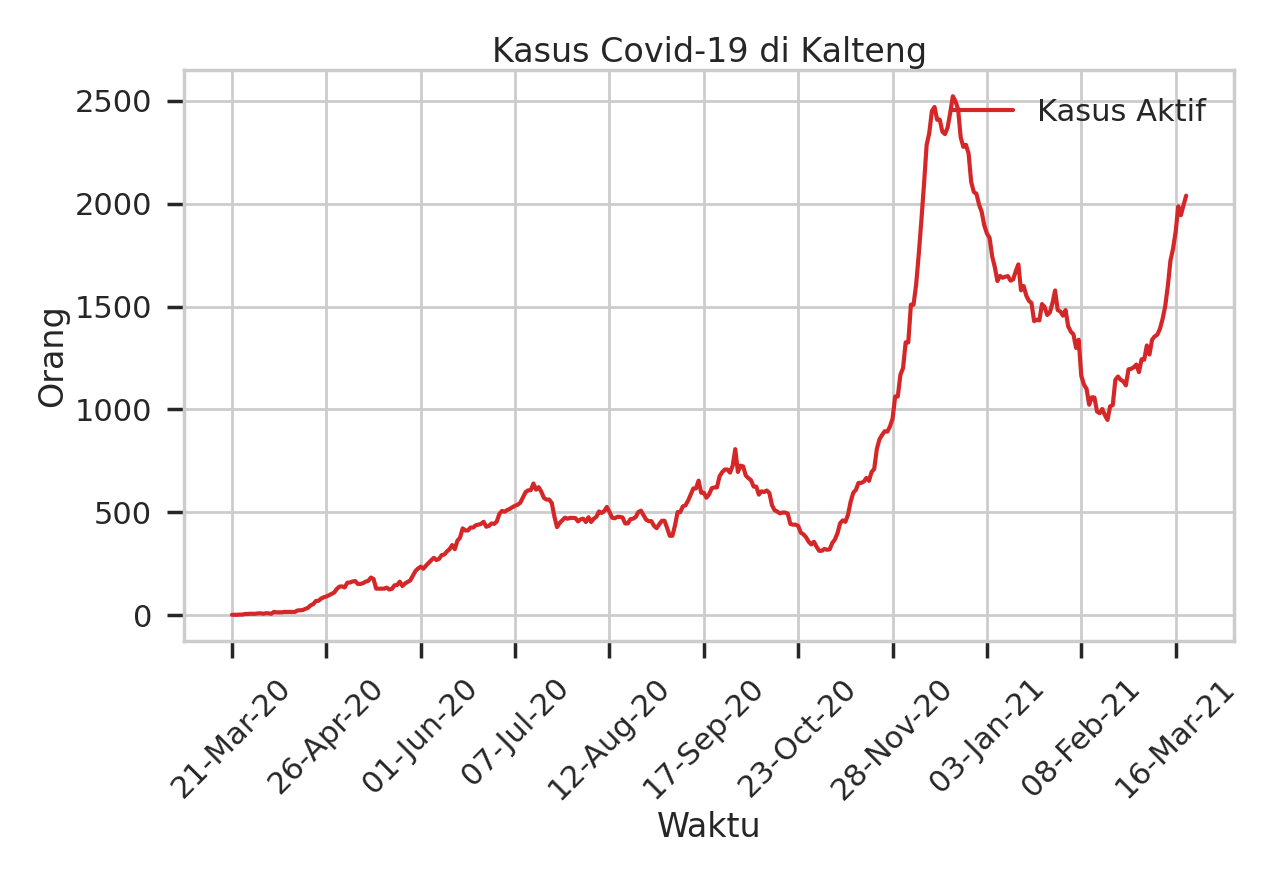 Kasus Covid-19 di Kalteng
Kasus Aktif
2500
2000
1500
1000
500
0
Orang
21-Mar-20
26-Apr-20
01-Jun-20
07-Jul-20
12-Aug-20
17-Sep-20
23-Oct-20
28-Nov-20
03-Jan-21
08-Feb-21
16-Mar-21
Waktu